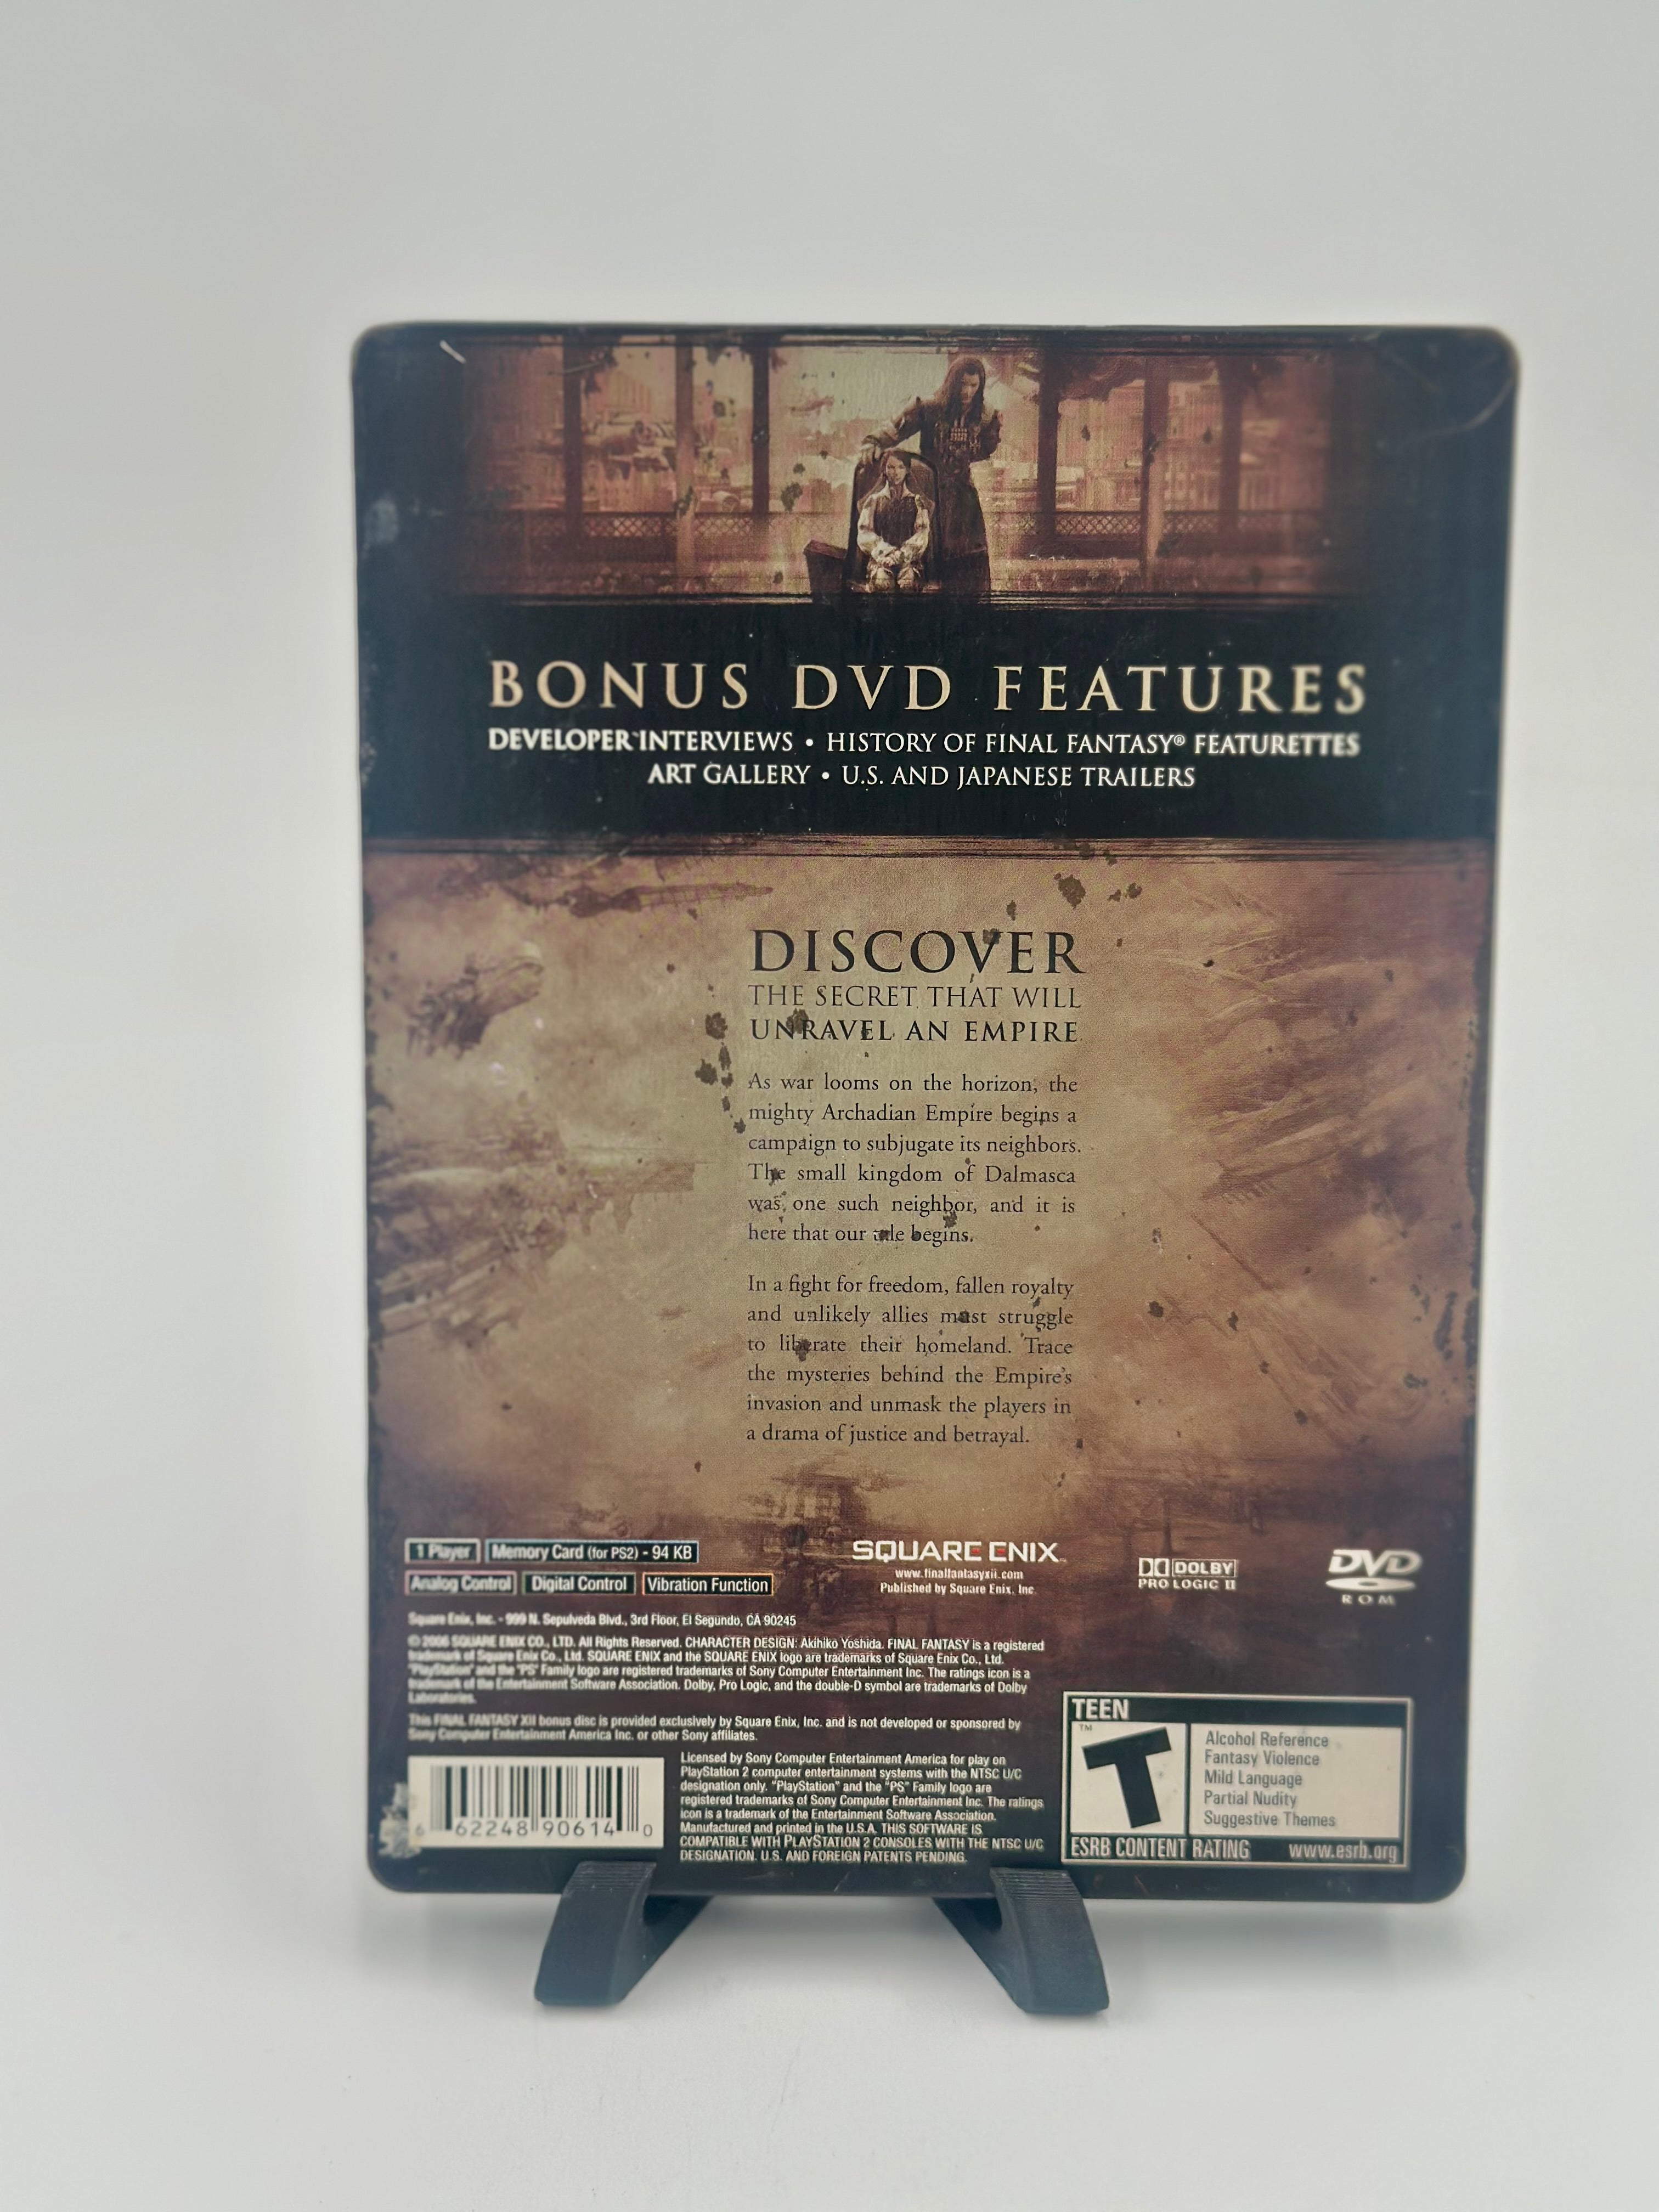 BONUS DVD FEATURES
DEVELOPER INTERVIEWS • HISTORY OF FINAL FANTASY® FEATURETTES
ART GALLERY • U.S. AND JAPANESE TRAILERS
DISCOVER
THE SECRET THAT WILL
UNRAVEL AN EMPIRE
As war looms on the horizon, the
mighty Archadian Empire begins a
campaign to subjugate its neighbors.
The small kingdom of Dalmasca
was one such neighbor, and it is
here that our tale begins.
In a fight for freedom, fallen royalty
and unlikely allies must struggle
to liberate their homeland. Trace
the mysteries behind the Empire's
invasion and unmask the players in
a drama of justice and betrayal.
1 Player Memory Card (for PS2) - 94 KB
Analog Control Digital Control Vibration Function
SQUARE ENIX™
www.finalfantasyxii.com
Published by Square Enix, Inc.
DOLBY
PRO LOGIC II
DVD
ROM
Square Enix, Inc. - 999 N. Sepulveda Blvd., 3rd Floor, El Segundo, CA 90245
© 2006 SQUARE ENIX CO., LTD. All Rights Reserved. CHARACTER DESIGN: Akihiko Yoshida. FINAL FANTASY is a registered
trademark of Square Enix Co., Ltd. SQUARE ENIX and the SQUARE ENIX logo are trademarks of Square Enix Co., Ltd.
"PlayStation" and the "PS" Family logo are registered trademarks of Sony Computer Entertainment Inc. The ratings icon is a
trademark of the Entertainment Software Association. Dolby, Pro Logic, and the double-D symbol are trademarks of Dolby
Laboratories.
This FINAL FANTASY XII bonus disc is provided exclusively by Square Enix, Inc. and is not developed or sponsored by
Sony Computer Entertainment America Inc. or other Sony affiliates.
Licensed by Sony Computer Entertainment America for play on
PlayStation 2 computer entertainment systems with the NTSC U/C
designation only. "PlayStation" and the "PS" Family logo are
registered trademarks of Sony Computer Entertainment Inc. The ratings
icon is a trademark of the Entertainment Software Association.
Manufactured and printed in the U.S.A. THIS SOFTWARE IS
COMPATIBLE WITH PLAYSTATION 2 CONSOLES WITH THE NTSC U/C
DESIGNATION. U.S. AND FOREIGN PATENTS PENDING.
6 62248 90614 0
TEEN
T
™
Alcohol Reference
Fantasy Violence
Mild Language
Partial Nudity
Suggestive Themes
ESRB CONTENT RATING www.esrb.org